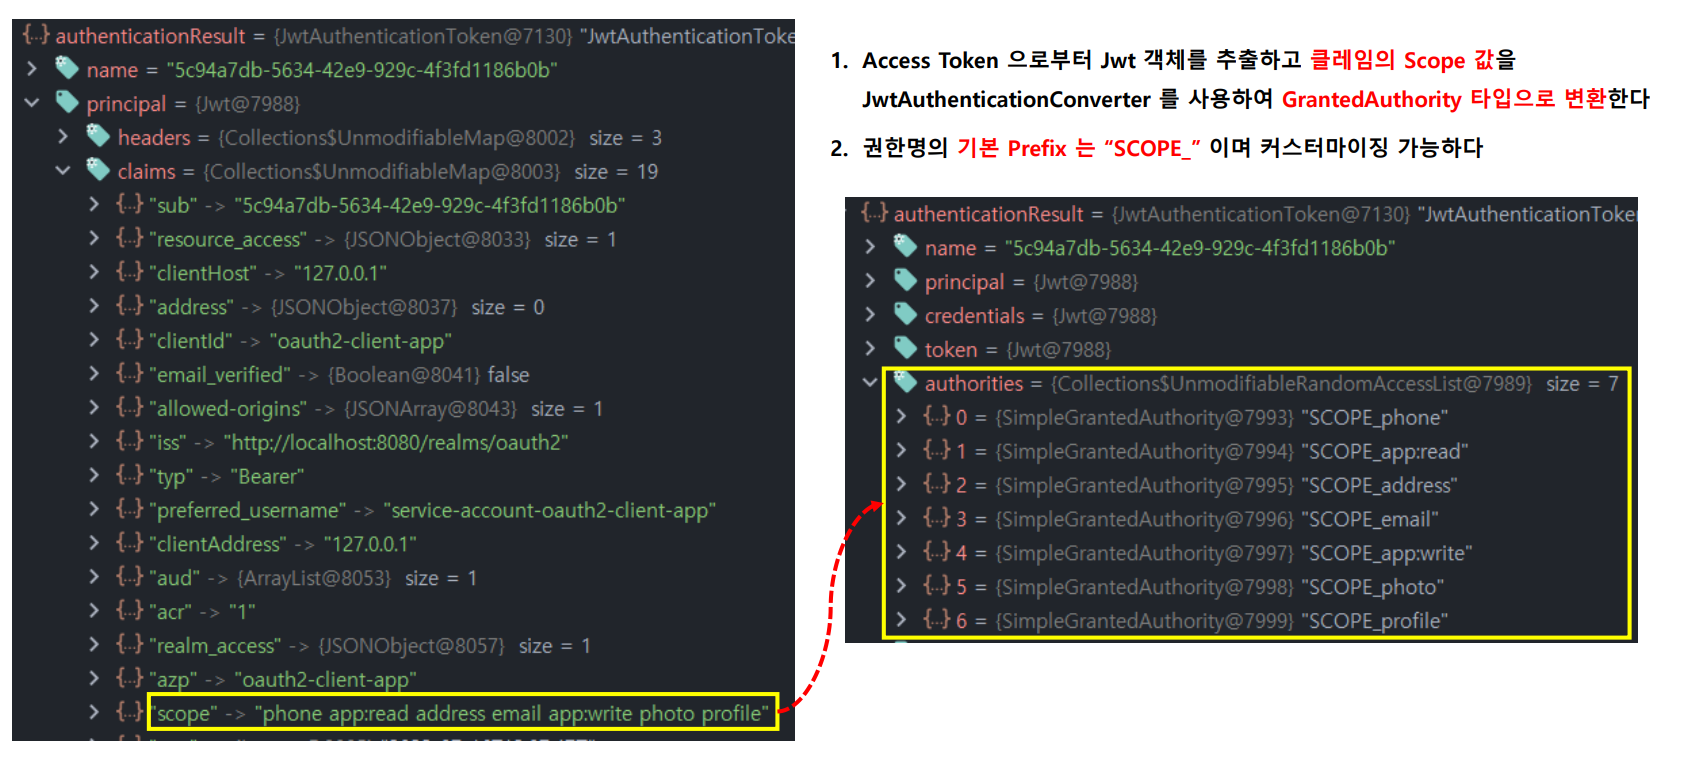 {...} authenticationResult = {JwtAuthenticationToken@7130} "JwtAuthenticationToke
name = "5c94a7db-5634-42e9-929c-4f3fd1186b0b"
principal = {Jwt@7988}
headers = {Collections$UnmodifiableMap@8002} size = 3
claims = {Collections$UnmodifiableMap@8003} size = 19
{...} "sub" -> "5c94a7db-5634-42e9-929c-4f3fd1186b0b"
{...} "resource_access" -> {JSONObject@8033} size = 1
{...} "clientHost" -> "127.0.0.1"
{...} "address" -> {JSONObject@8037} size = 0
{...} "clientId" -> "oauth2-client-app"
{...} "email_verified" -> {Boolean@8041} false
{...} "allowed-origins" -> {JSONArray@8043} size = 1
{...} "iss" -> "http://localhost:8080/realms/oauth2"
{...} "typ" -> "Bearer"
{...} "preferred_username" -> "service-account-oauth2-client-app"
{...} "clientAddress" -> "127.0.0.1"
{...} "aud" -> {ArrayList@8053} size = 1
{...} "acr" -> "1"
{...} "realm_access" -> {JSONObject@8057} size = 1
{...} "azp" -> "oauth2-client-app"
{...} "scope" -> "phone app:read address email app:write photo profile"
1. Access Token 으로부터 Jwt 객체를 추출하고 클레임의 Scope 값을
JwtAuthenticationConverter 를 사용하여 GrantedAuthority 타입으로 변환한다
2. 권한명의 기본 Prefix 는 “SCOPE_” 이며 커스터마이징 가능하다
{...} authenticationResult = {JwtAuthenticationToken@7130} "JwtAuthenticationToken
name = "5c94a7db-5634-42e9-929c-4f3fd1186b0b"
principal = {Jwt@7988}
credentials = {Jwt@7988}
token = {Jwt@7988}
authorities = {Collections$UnmodifiableRandomAccessList@7989} size = 7
{...} 0 = {SimpleGrantedAuthority@7993} "SCOPE_phone"
{...} 1 = {SimpleGrantedAuthority@7994} "SCOPE_app:read"
{...} 2 = {SimpleGrantedAuthority@7995} "SCOPE_address"
{...} 3 = {SimpleGrantedAuthority@7996} "SCOPE_email"
{...} 4 = {SimpleGrantedAuthority@7997} "SCOPE_app:write"
{...} 5 = {SimpleGrantedAuthority@7998} "SCOPE_photo"
{...} 6 = {SimpleGrantedAuthority@7999} "SCOPE_profile"